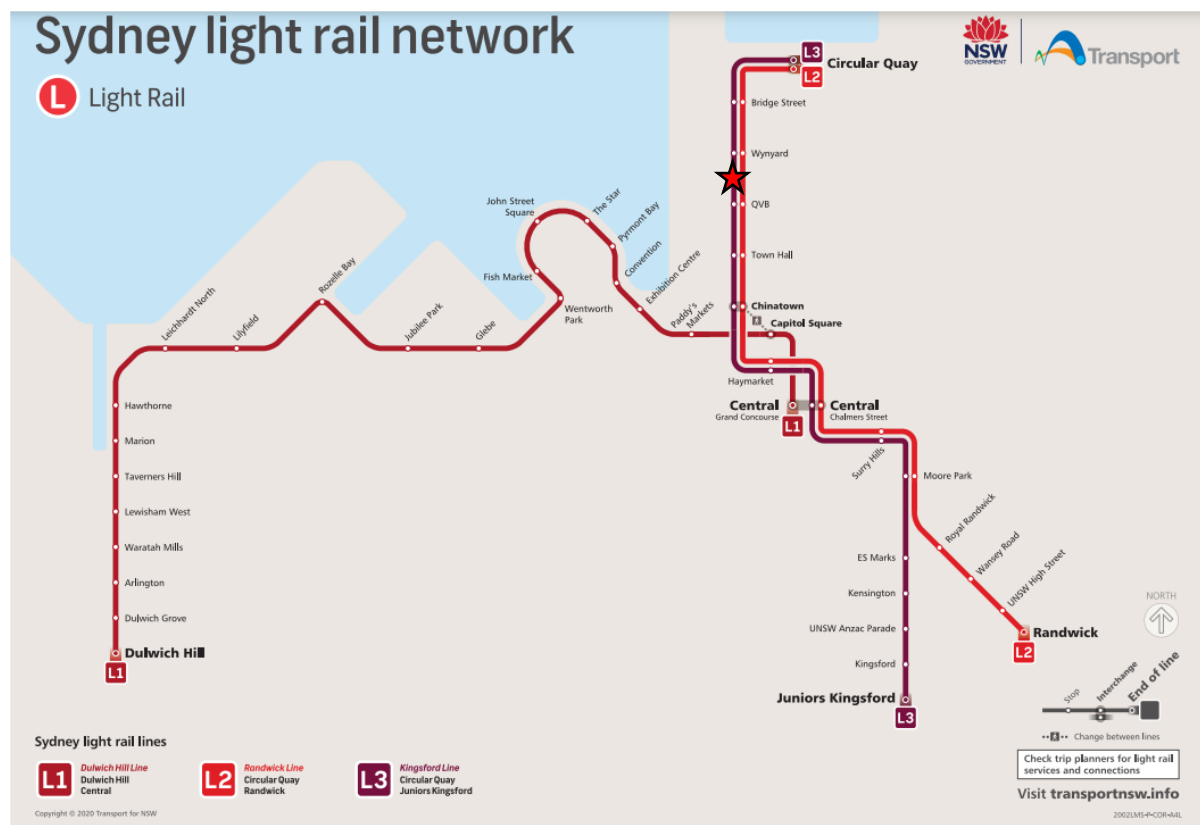 Sydney light rail network
L Light Rail
NSW
GOVERNMENT
Transport
L3
L2
Circular Quay
Bridge Street
Wynyard
QVB
Town Hall
Chinatown
Capitol Square
Haymarket
Central
Grand Concourse
L1
Central
Chalmers Street
Surry Hills
Moore Park
Royal Randwick
Wansey Road
UNSW High Street
Randwick
L2
ES Marks
Kensington
UNSW Anzac Parade
Kingsford
Juniors Kingsford
L3
Paddy's
Markets
Exhibition Centre
Convention
Pyrmont Bay
The Star
John Street
Square
Fish Market
Wentworth
Park
Glebe
Jubilee Park
Rozelle Bay
Lilyfield
Leichhardt North
Hawthorne
Marion
Taverners Hill
Lewisham West
Waratah Mills
Arlington
Dulwich Grove
Dulwich Hill
L1
NORTH
Stop
Interchange
End of line
Change between lines
Check trip planners for light rail
services and connections
Visit transportnsw.info
2002LMS-P-COR-A4L
Sydney light rail lines
L1
Dulwich Hill Line
Dulwich Hill
Central
L2
Randwick Line
Circular Quay
Randwick
L3
Kingsford Line
Circular Quay
Juniors Kingsford
Copyright © 2020 Transport for NSW